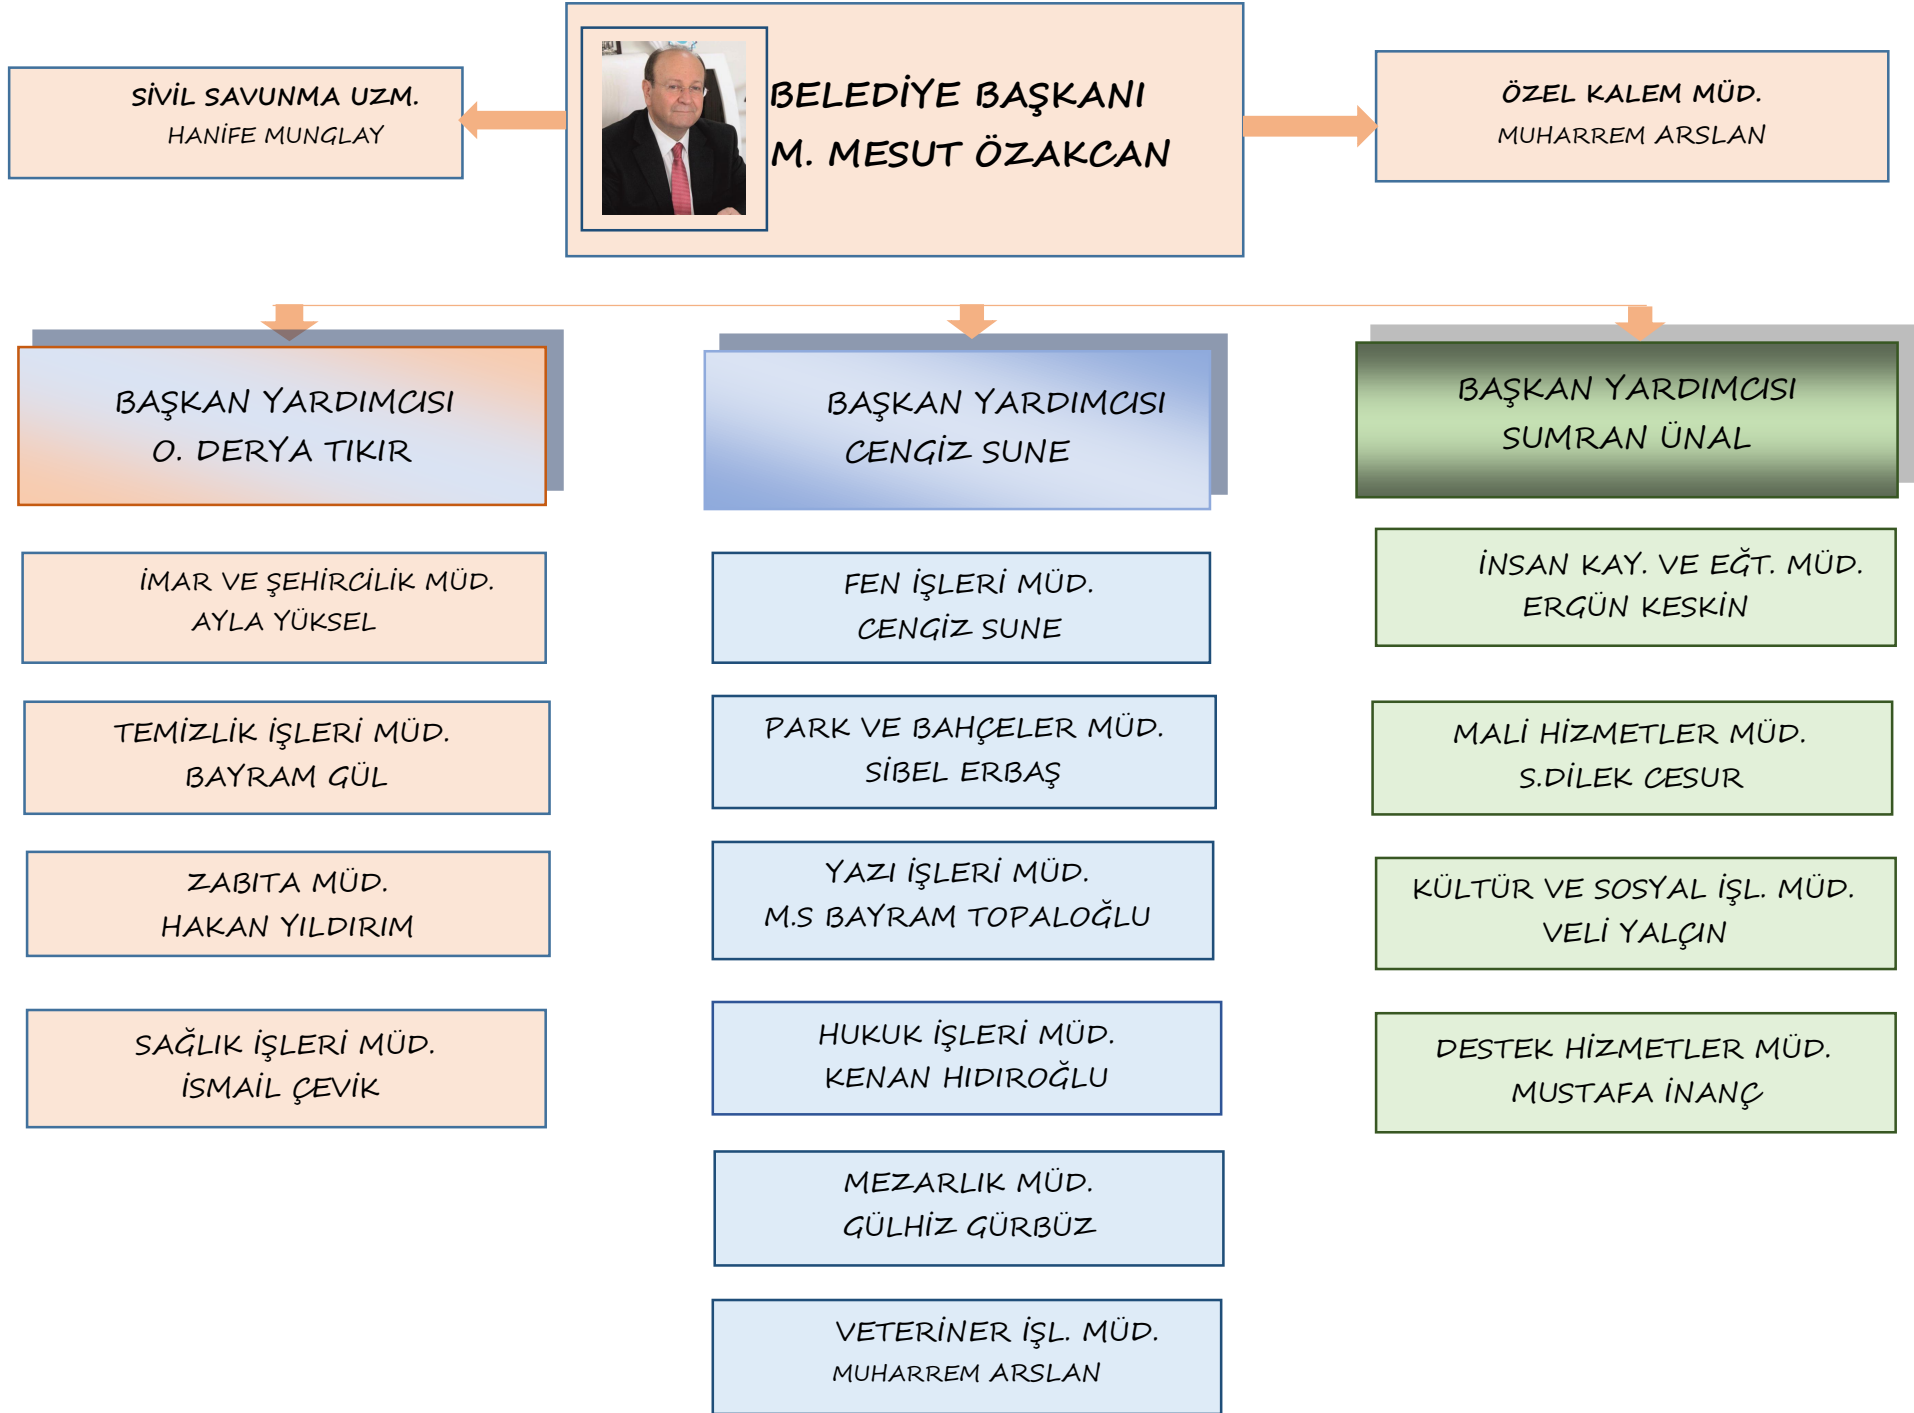 SİVİL SAVUNMA UZM.
HANİFE MUNGLAY
BELEDİYE BAŞKANI
M. MESUT ÖZAKCAN
ÖZEL KALEM MÜD.
MUHARREM ARSLAN
BAŞKAN YARDIMCISI
O. DERYA TIKIR
İMAR VE ŞEHİRCİLİK MÜD.
AYLA YÜKSEL
TEMİZLİK İŞLERİ MÜD.
BAYRAM GÜL
ZABITA MÜD.
HAKAN YILDIRIM
SAĞLIK İŞLERİ MÜD.
İSMAİL ÇEVİK
BAŞKAN YARDIMCISI
CENGİZ SUNE
FEN İŞLERİ MÜD.
CENGİZ SUNE
PARK VE BAHÇELER MÜD.
SİBEL ERBAŞ
YAZI İŞLERİ MÜD.
M.S BAYRAM TOPALOĞLU
HUKUK İŞLERİ MÜD.
KENAN HIDIROĞLU
MEZARLIK MÜD.
GÜLHİZ GÜRBÜZ
VETERİNER İŞL. MÜD.
MUHARREM ARSLAN
BAŞKAN YARDIMCISI
SUMRAN ÜNAL
İNSAN KAY. VE EĞT. MÜD.
ERGÜN KESKİN
MALİ HİZMETLER MÜD.
S.DİLEK CESUR
KÜLTÜR VE SOSYAL İŞL. MÜD.
VELİ YALÇIN
DESTEK HİZMETLER MÜD.
MUSTAFA İNANÇ